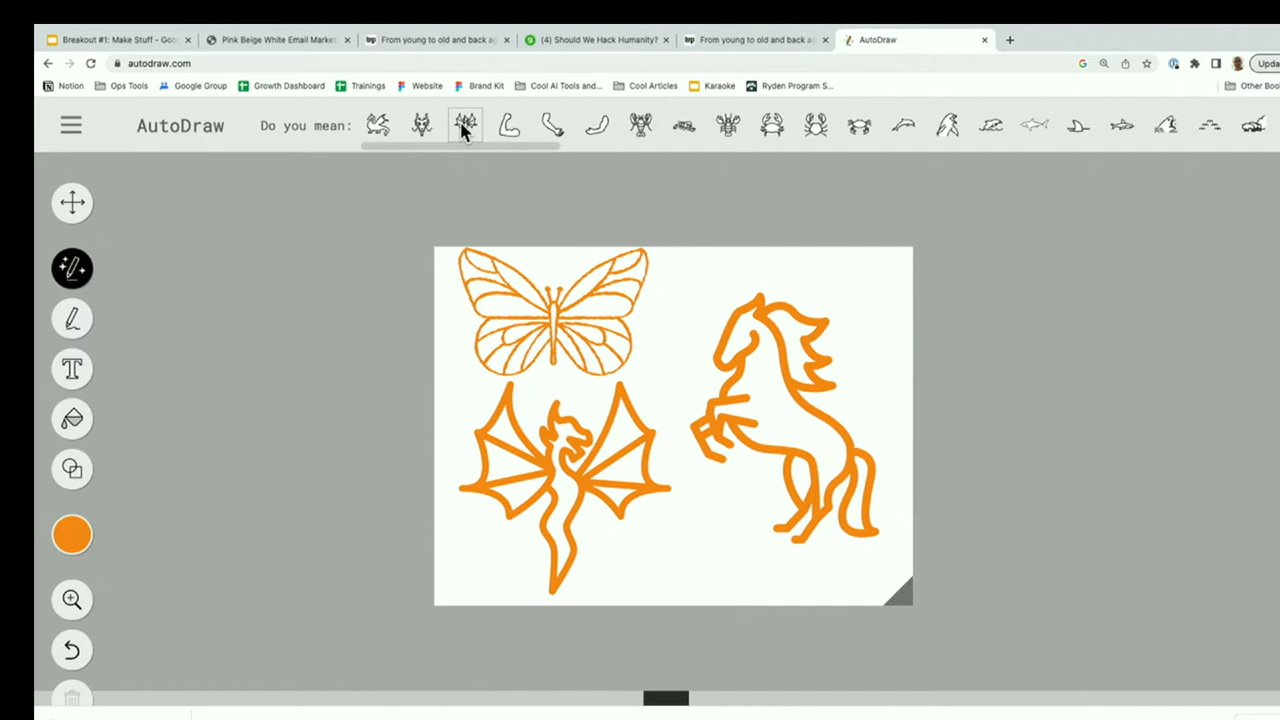 Breakout #1: Make Stuff - Goo
Pink Beige White Email Market
From young to old and back ag
(4) Should We Hack Humanity?
From young to old and back ag
AutoDraw
autodraw.com
Upda
Notion
Ops Tools
Google Group
Growth Dashboard
Trainings
Website
Brand Kit
Cool AI Tools and...
Cool Articles
Karaoke
Ryden Program S...
Other Boo
AutoDraw
Do you mean:
T